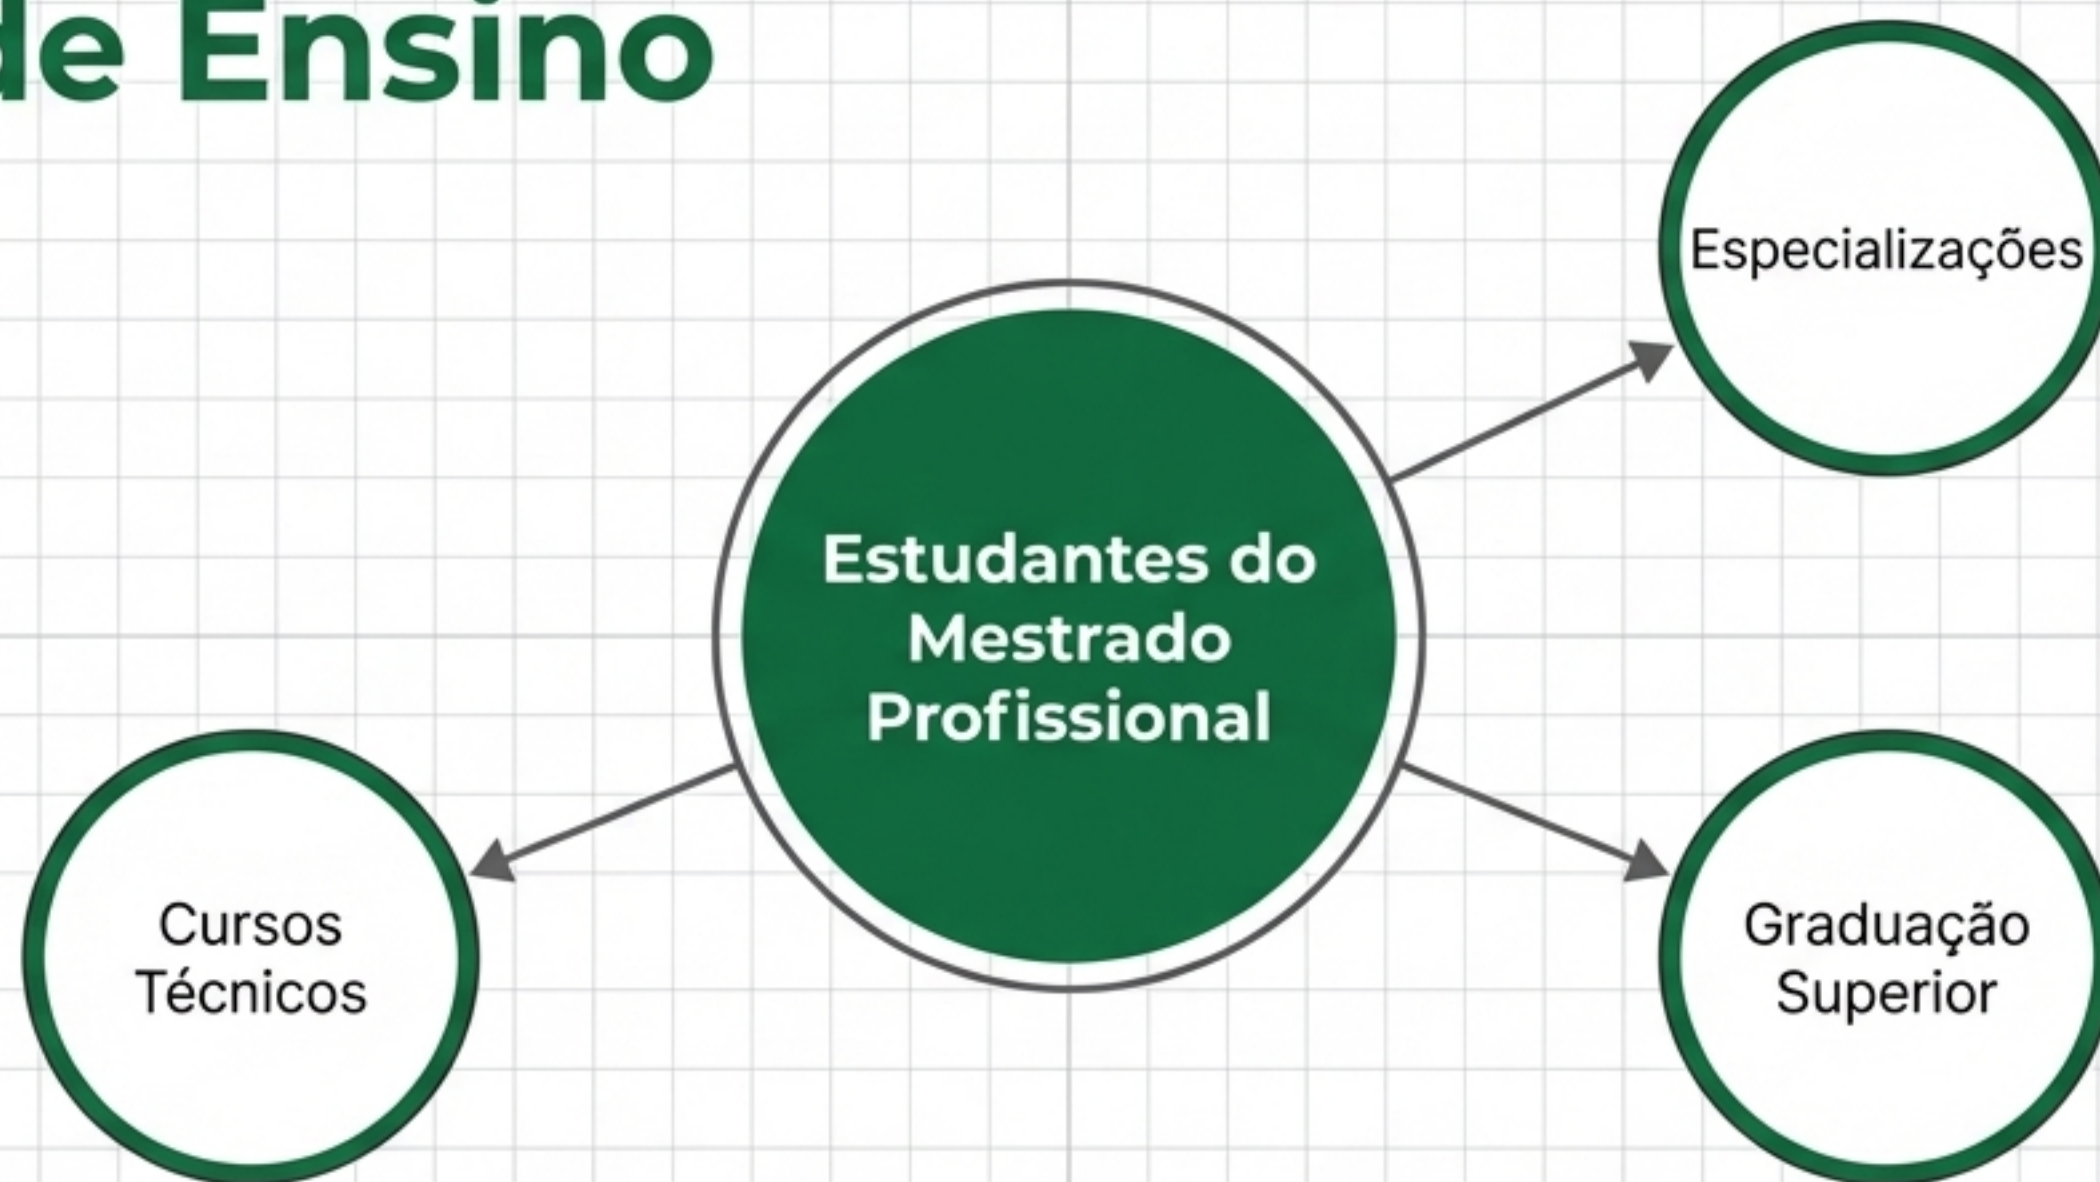 de Ensino
Especializações
Estudantes do
Mestrado
Profissional
Cursos
Técnicos
Graduação
Superior